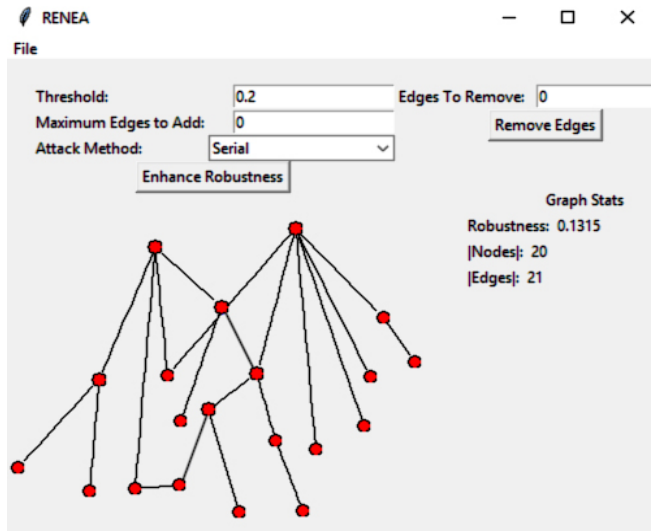 RENEA
File
Threshold: 0.2 Edges To Remove: 0
Maximum Edges to Add: 0 Remove Edges
Attack Method: Serial
Enhance Robustness
Graph Stats
Robustness: 0.1315
|Nodes|: 20
|Edges|: 21